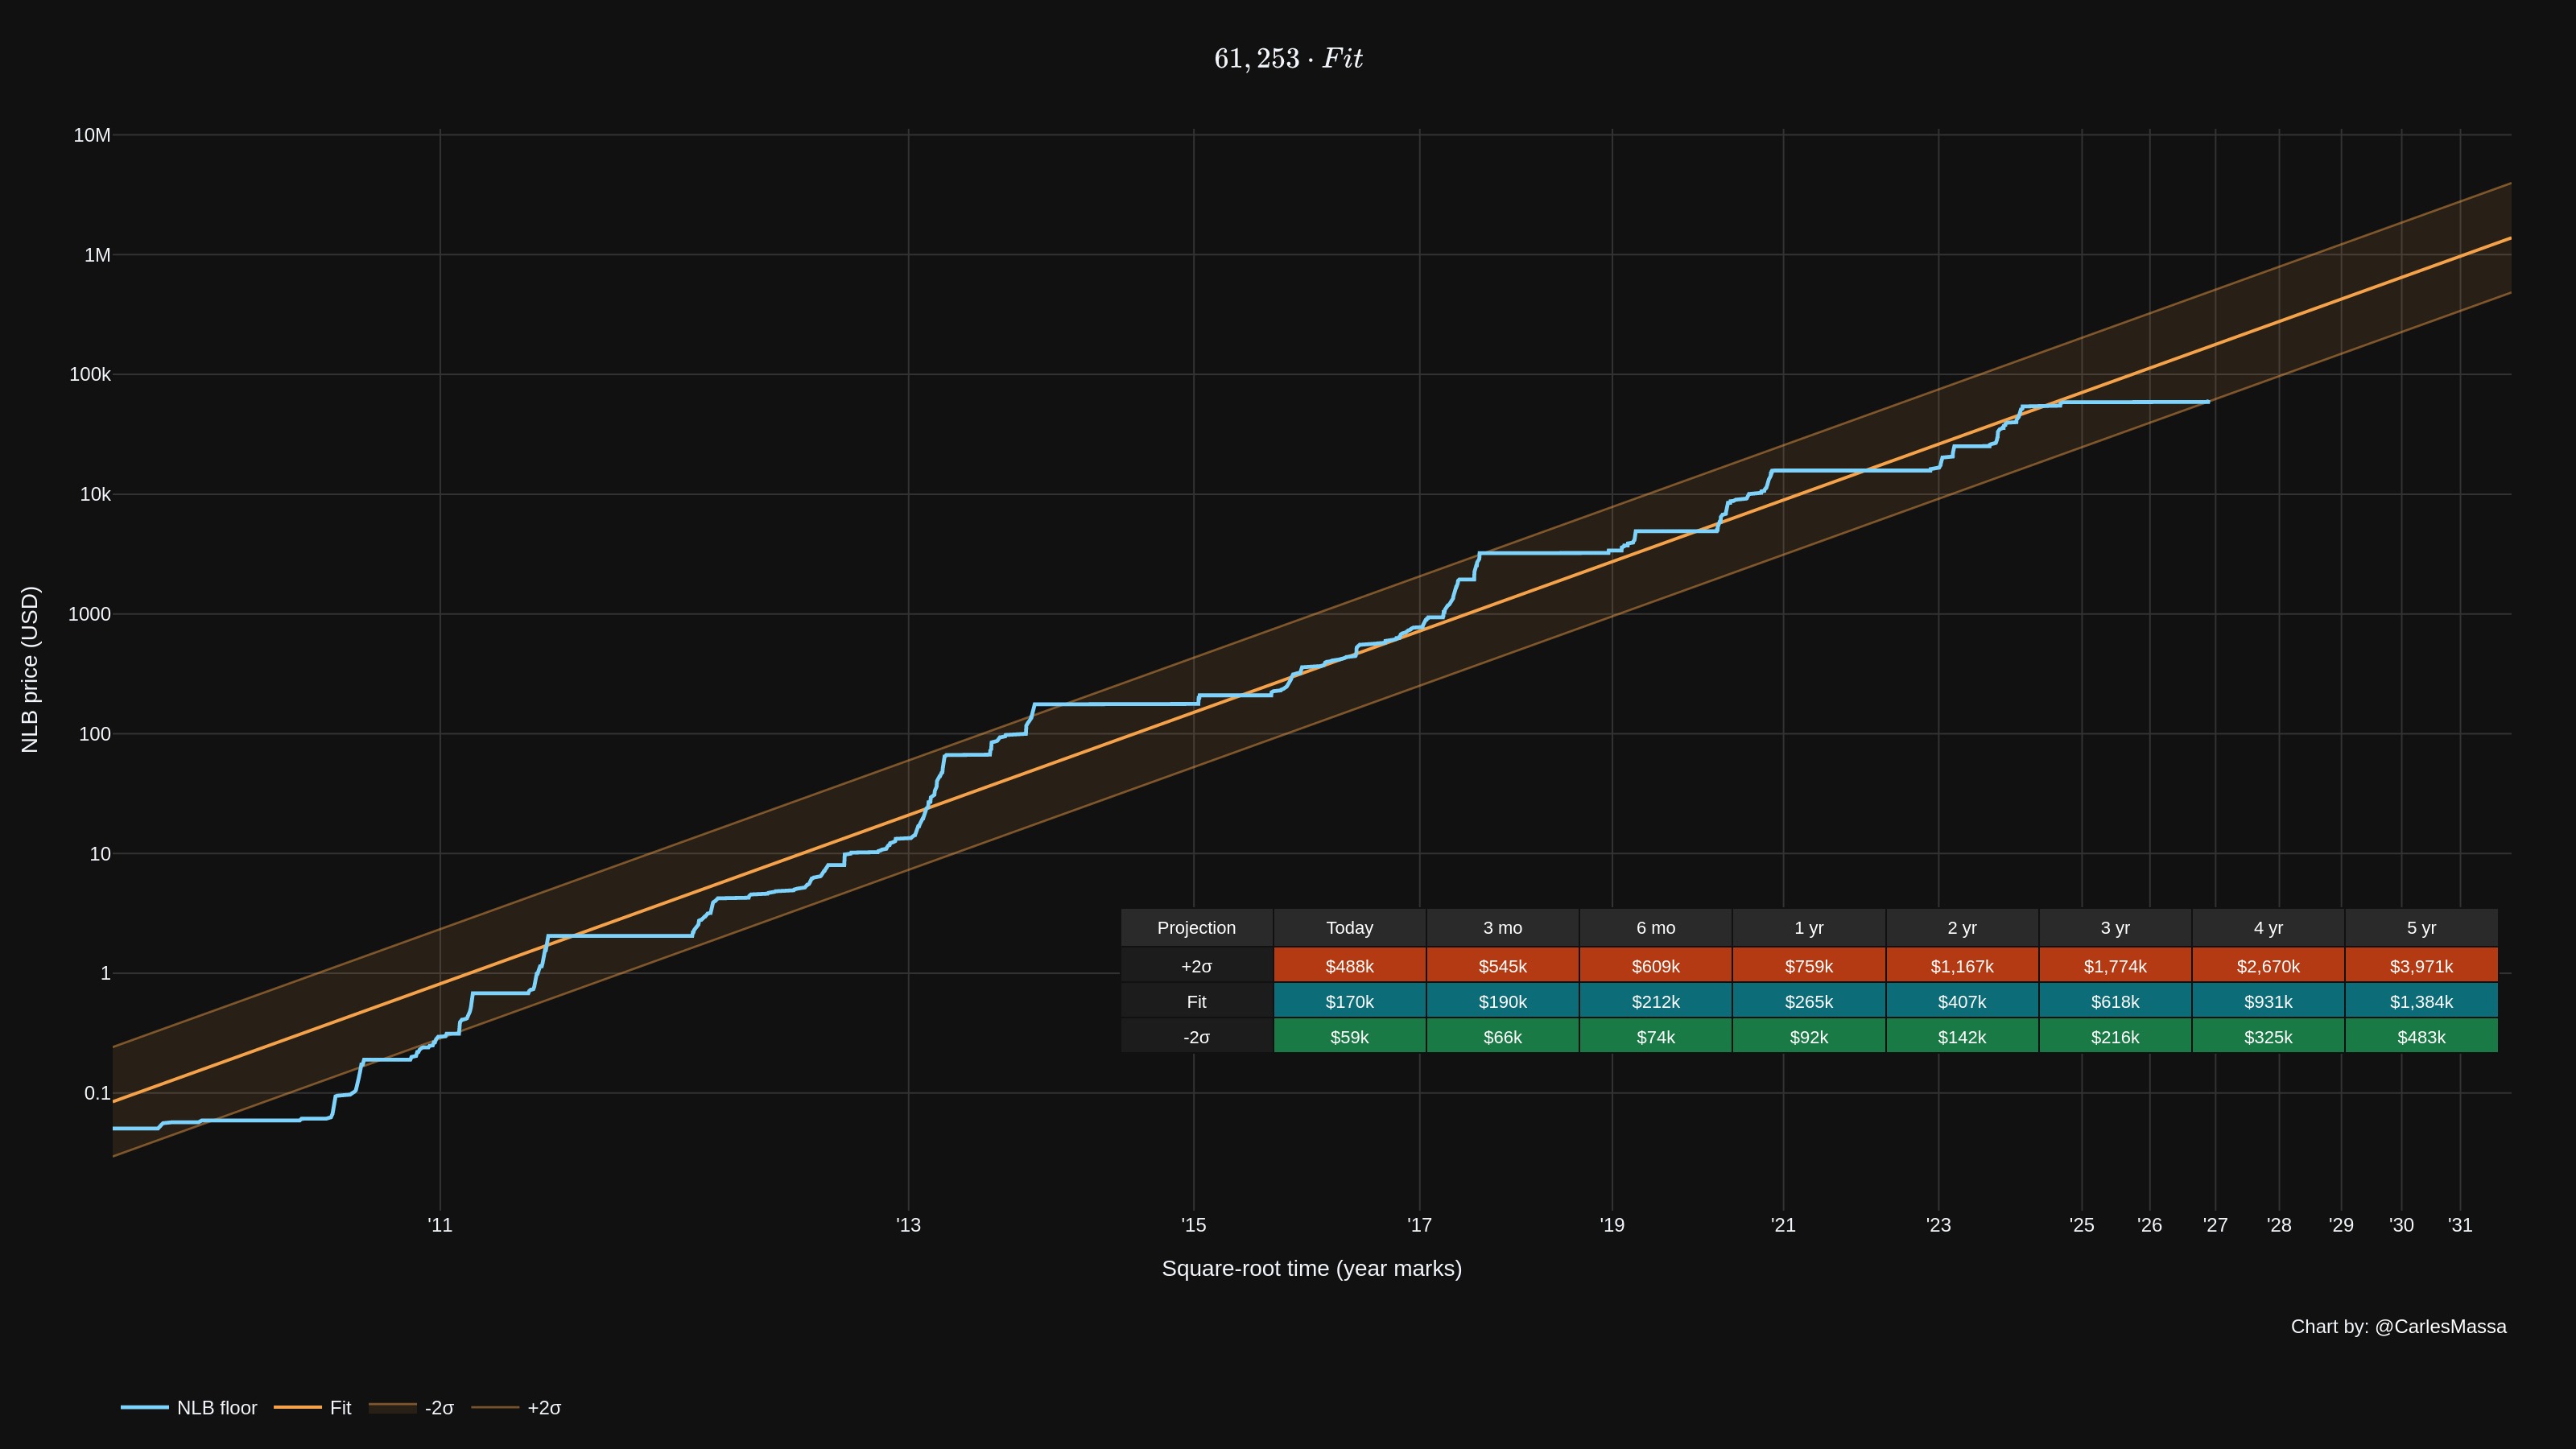 61,253 · Fit
10M
1M
100k
10k
1000
100
10
1
0.1
NLB price (USD)
Projection Today 3 mo 6 mo 1 yr 2 yr 3 yr 4 yr 5 yr
+2σ $488k $545k $609k $759k $1,167k $1,774k $2,670k $3,971k
Fit $170k $190k $212k $265k $407k $618k $931k $1,384k
-2σ $59k $66k $74k $92k $142k $216k $325k $483k
'11 '13 '15 '17 '19 '21 '23 '25 '26 '27 '28 '29 '30 '31
Square-root time (year marks)
Chart by: @CarlesMassa
NLB floor Fit -2σ +2σ